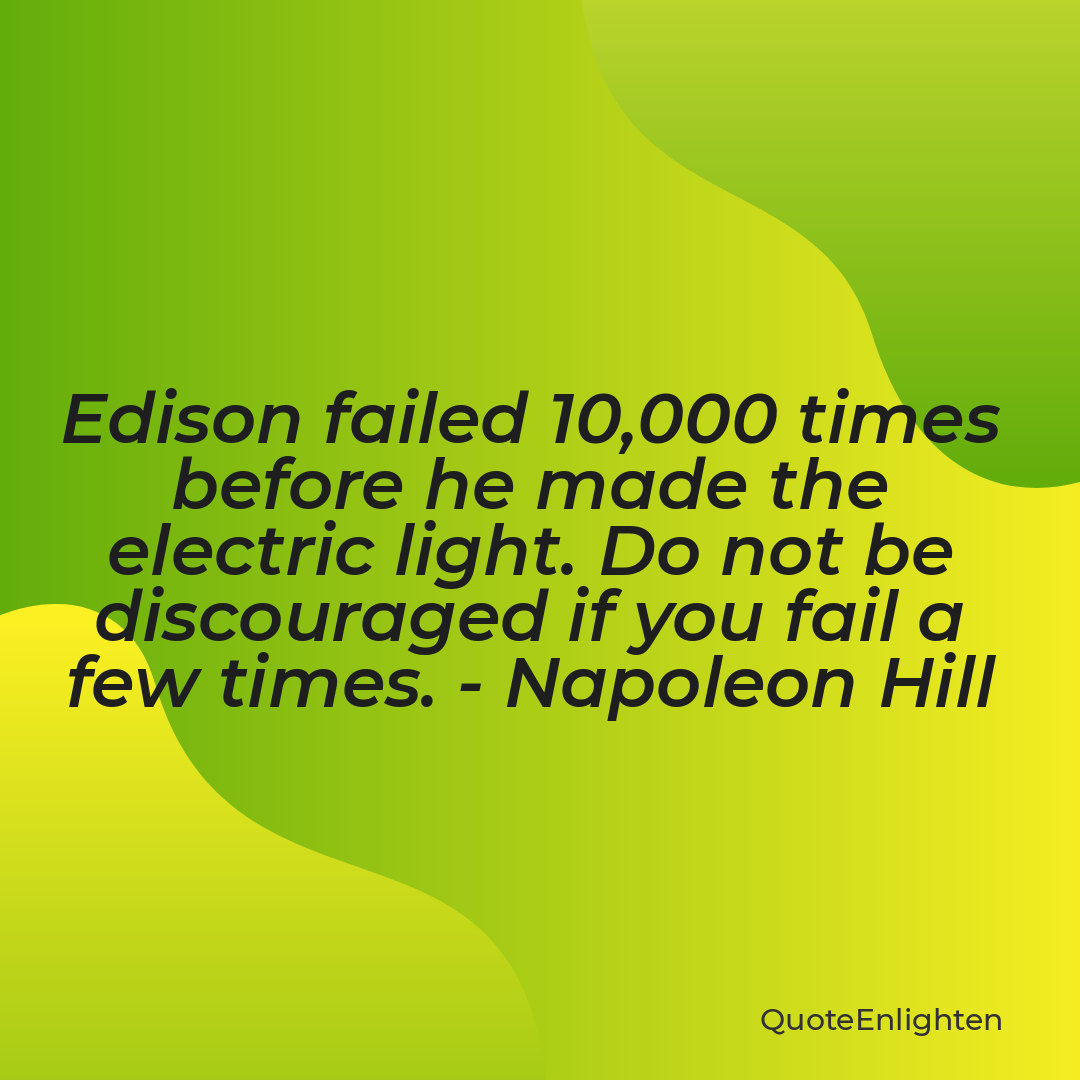 Edison failed 10,000 times
before he made the
electric light. Do not be
discouraged if you fail a
few times. - Napoleon Hill
QuoteEnlighten